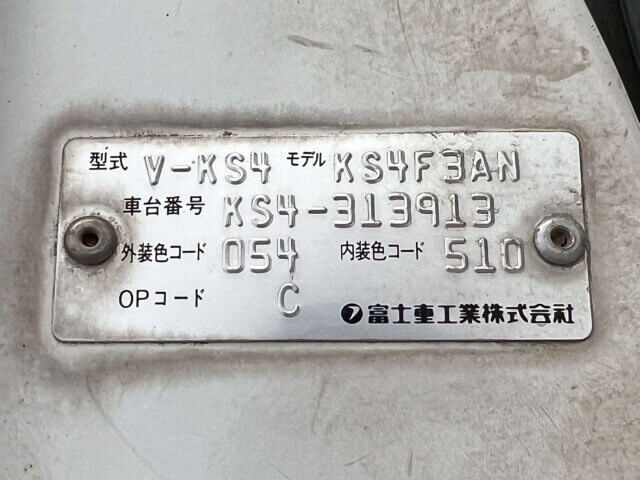 型式 V-KS4 モデル KS4F3AN
車台番号 KS4-313913
外装色コード 054 内装色コード 510
OPコード C 富士重工業株式会社